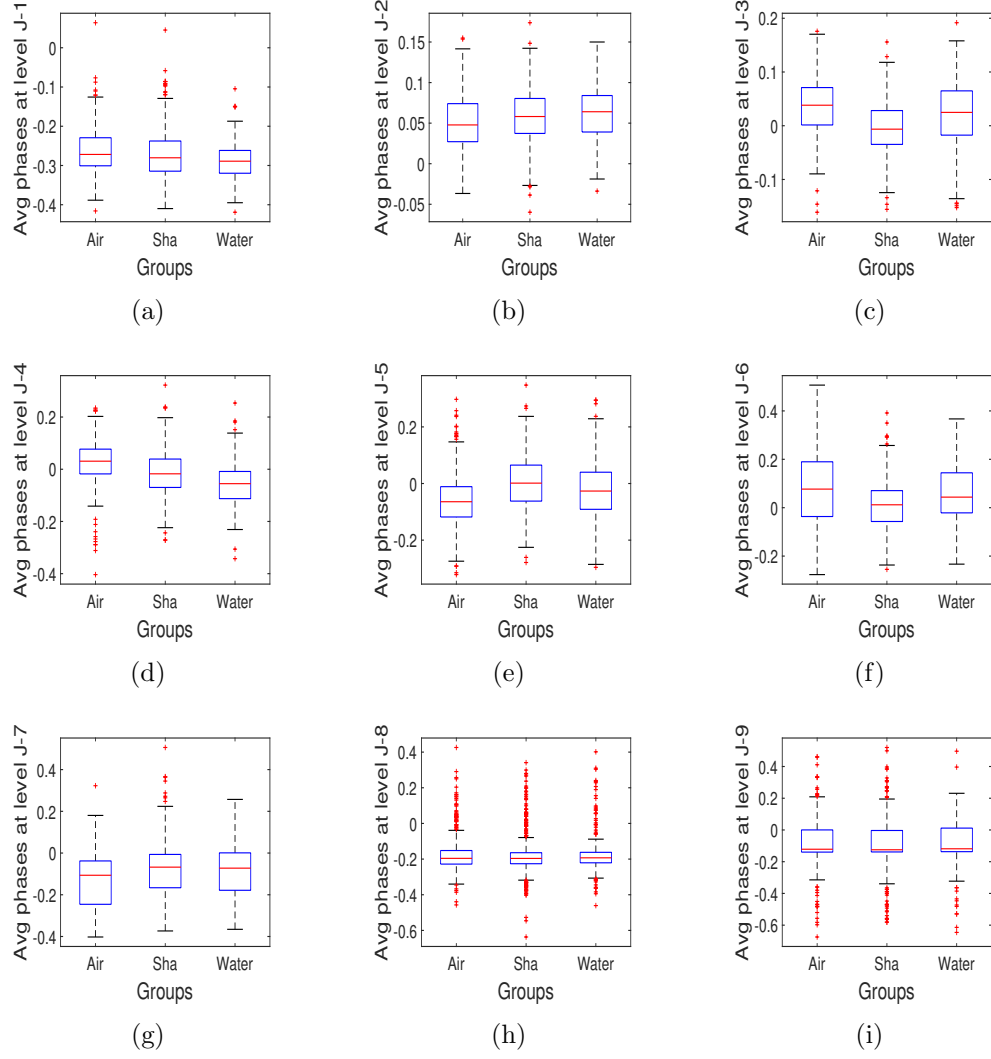 Avg phases at level J-1
0
-0.1
-0.2
-0.3
-0.4
Air Sha Water
Groups
(a)
Avg phases at level J-2
0.15
0.1
0.05
0
-0.05
Air Sha Water
Groups
(b)
Avg phases at level J-3
0.2
0.1
0
-0.1
Air Sha Water
Groups
(c)
Avg phases at level J-4
0.2
0
-0.2
-0.4
Air Sha Water
Groups
(d)
Avg phases at level J-5
0.2
0
-0.2
Air Sha Water
Groups
(e)
Avg phases at level J-6
0.4
0.2
0
-0.2
Air Sha Water
Groups
(f)
Avg phases at level J-7
0.4
0.2
0
-0.2
-0.4
Air Sha Water
Groups
(g)
Avg phases at level J-8
0.4
0.2
0
-0.2
-0.4
-0.6
Air Sha Water
Groups
(h)
Avg phases at level J-9
0.4
0.2
0
-0.2
-0.4
-0.6
Air Sha Water
Groups
(i)